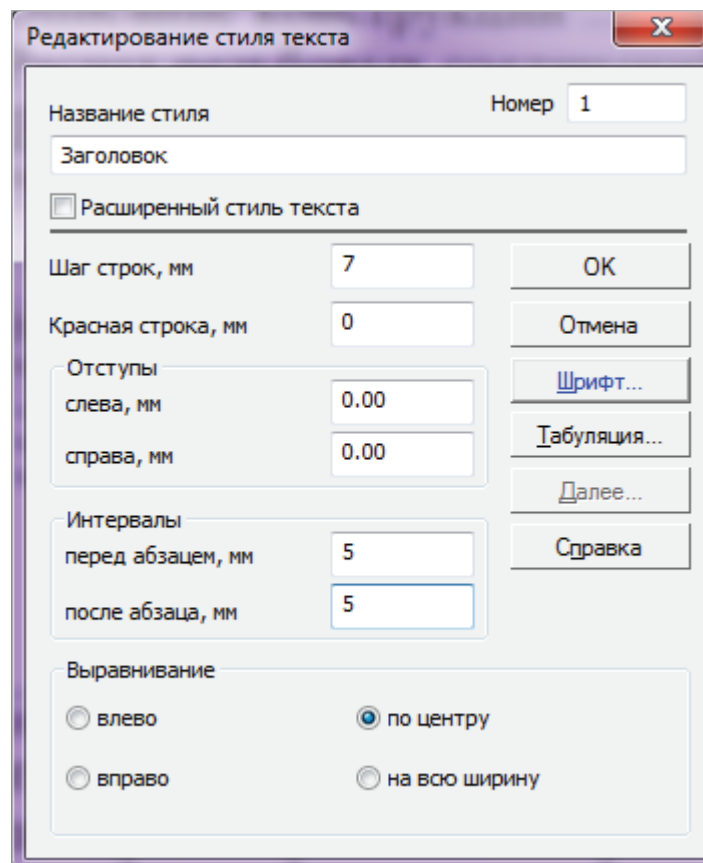 Редактирование стиля текста
Название стиля Номер 1
Заголовок
Расширенный стиль текста
Шаг строк, мм 7 OK
Красная строка, мм 0 Отмена
Отступы Шрифт...
слева, мм 0.00
справа, мм 0.00 Табуляция...
Далее...
Интервалы
перед абзацем, мм 5 Справка
после абзаца, мм 5
Выравнивание
влево по центру
вправо на всю ширину